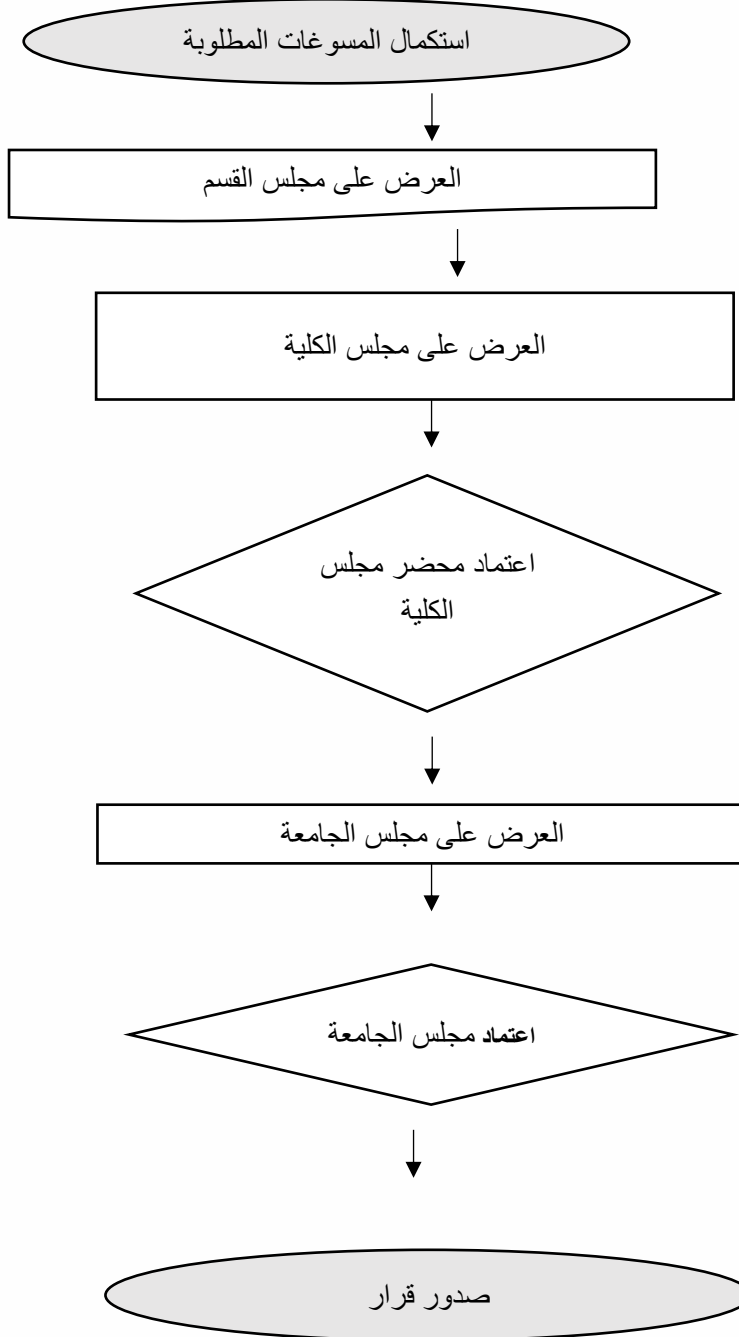 استكمال المسوغات المطلوبة
العرض على مجلس القسم
العرض على مجلس الكلية
اعتماد محضر مجلس
الكلية
العرض على مجلس الجامعة
اعتماد مجلس الجامعة
صدور قرار